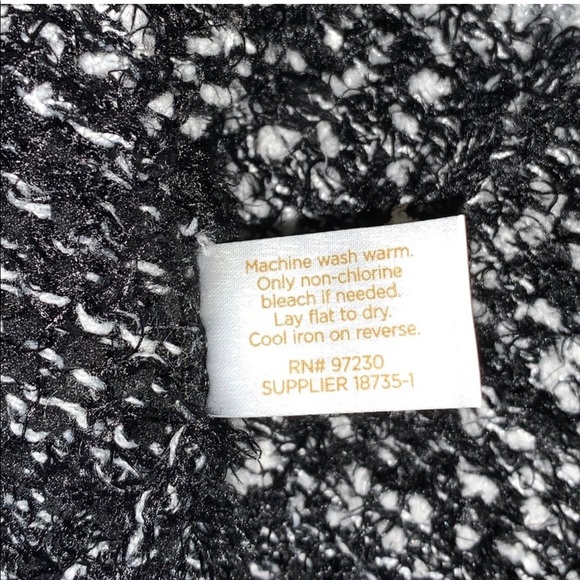 Machine wash warm.
Only non-chlorine
bleach if needed.
Lay flat to dry.
Cool iron on reverse.
RN# 97230
SUPPLIER 18735-1